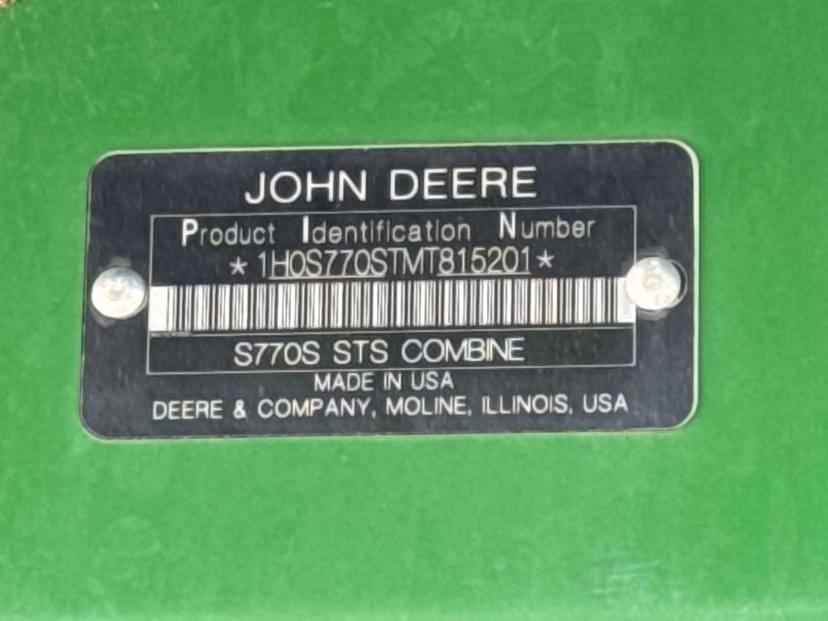 JOHN DEERE
Product Identification Number
*1H0S770STMT815201*
S770S STS COMBINE
MADE IN USA
DEERE & COMPANY, MOLINE, ILLINOIS, USA